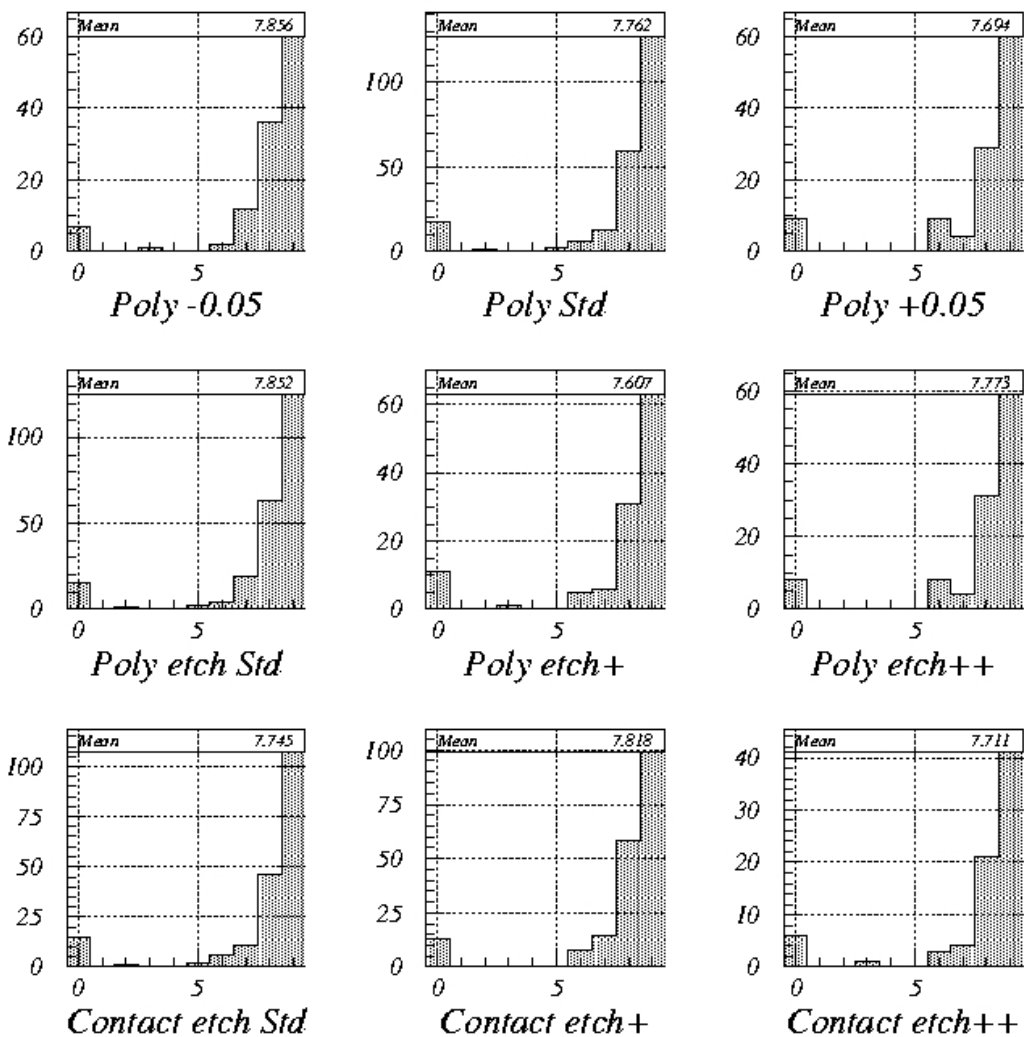 Mean 7.856
60
40
20
0
0 5
Poly -0.05
Mean 7.762
100
50
0
0 5
Poly Std
Mean 7.694
60
40
20
0
0 5
Poly +0.05
Mean 7.852
100
50
0
0 5
Poly etch Std
Mean 7.607
60
40
20
0
0 5
Poly etch+
Mean 7.773
60
40
20
0
0 5
Poly etch++
Mean 7.745
100
75
50
25
0
0 5
Contact etch Std
Mean 7.818
100
75
50
25
0
0 5
Contact etch+
Mean 7.711
40
30
20
10
0
0 5
Contact etch++